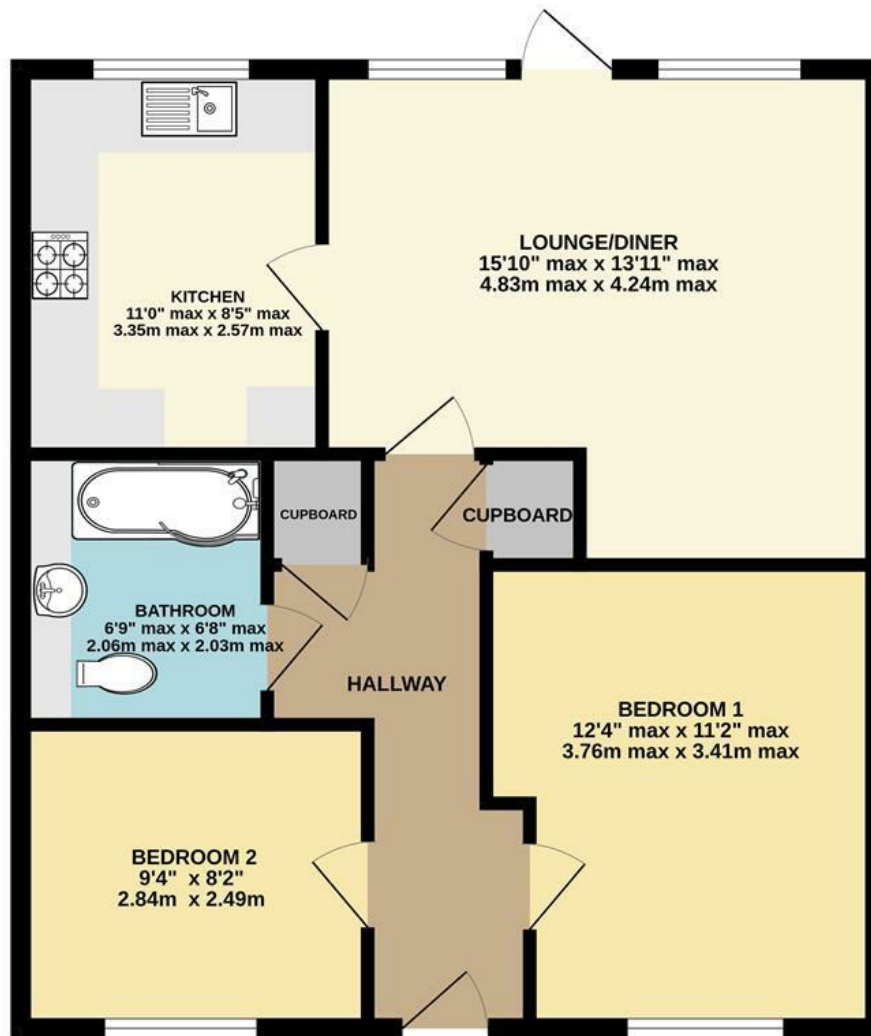 LOUNGE/DINER
15'10" max x 13'11" max
4.83m max x 4.24m max
KITCHEN
11'0" max x 8'5" max
3.35m max x 2.57m max
CUPBOARD
CUPBOARD
BATHROOM
6'9" max x 6'8" max
2.06m max x 2.03m max
HALLWAY
BEDROOM 1
12'4" max x 11'2" max
3.76m max x 3.41m max
BEDROOM 2
9'4" x 8'2"
2.84m x 2.49m